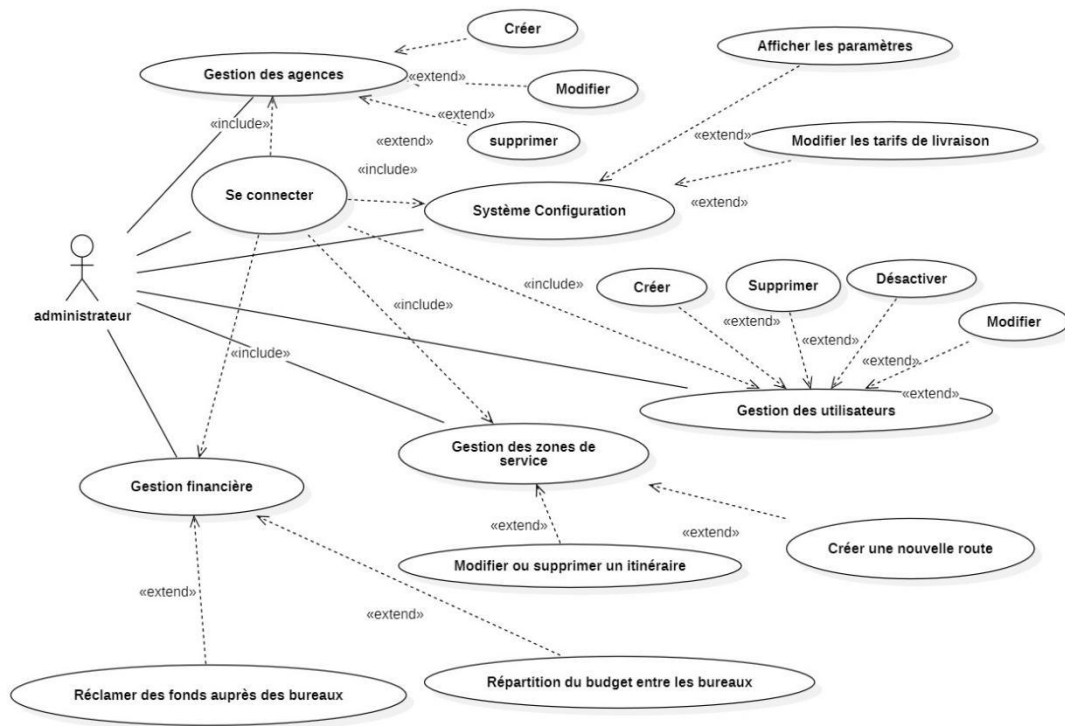 Créer
Afficher les paramètres
Gestion des agences
«extend»
Modifier
«extend»
«include»
«extend»
supprimer
«extend»
Modifier les tarifs de livraison
«include»
Se connecter
Système Configuration
«extend»
administrateur
«include»
Créer
Supprimer
Désactiver
«include»
«extend»
Modifier
«extend»
«include»
«extend»
«extend»
Gestion des utilisateurs
Gestion des zones de
service
Gestion financière
«extend»
«extend»
Créer une nouvelle route
Modifier ou supprimer un itinéraire
«extend»
«extend»
Répartition du budget entre les bureaux
Réclamer des fonds auprès des bureaux